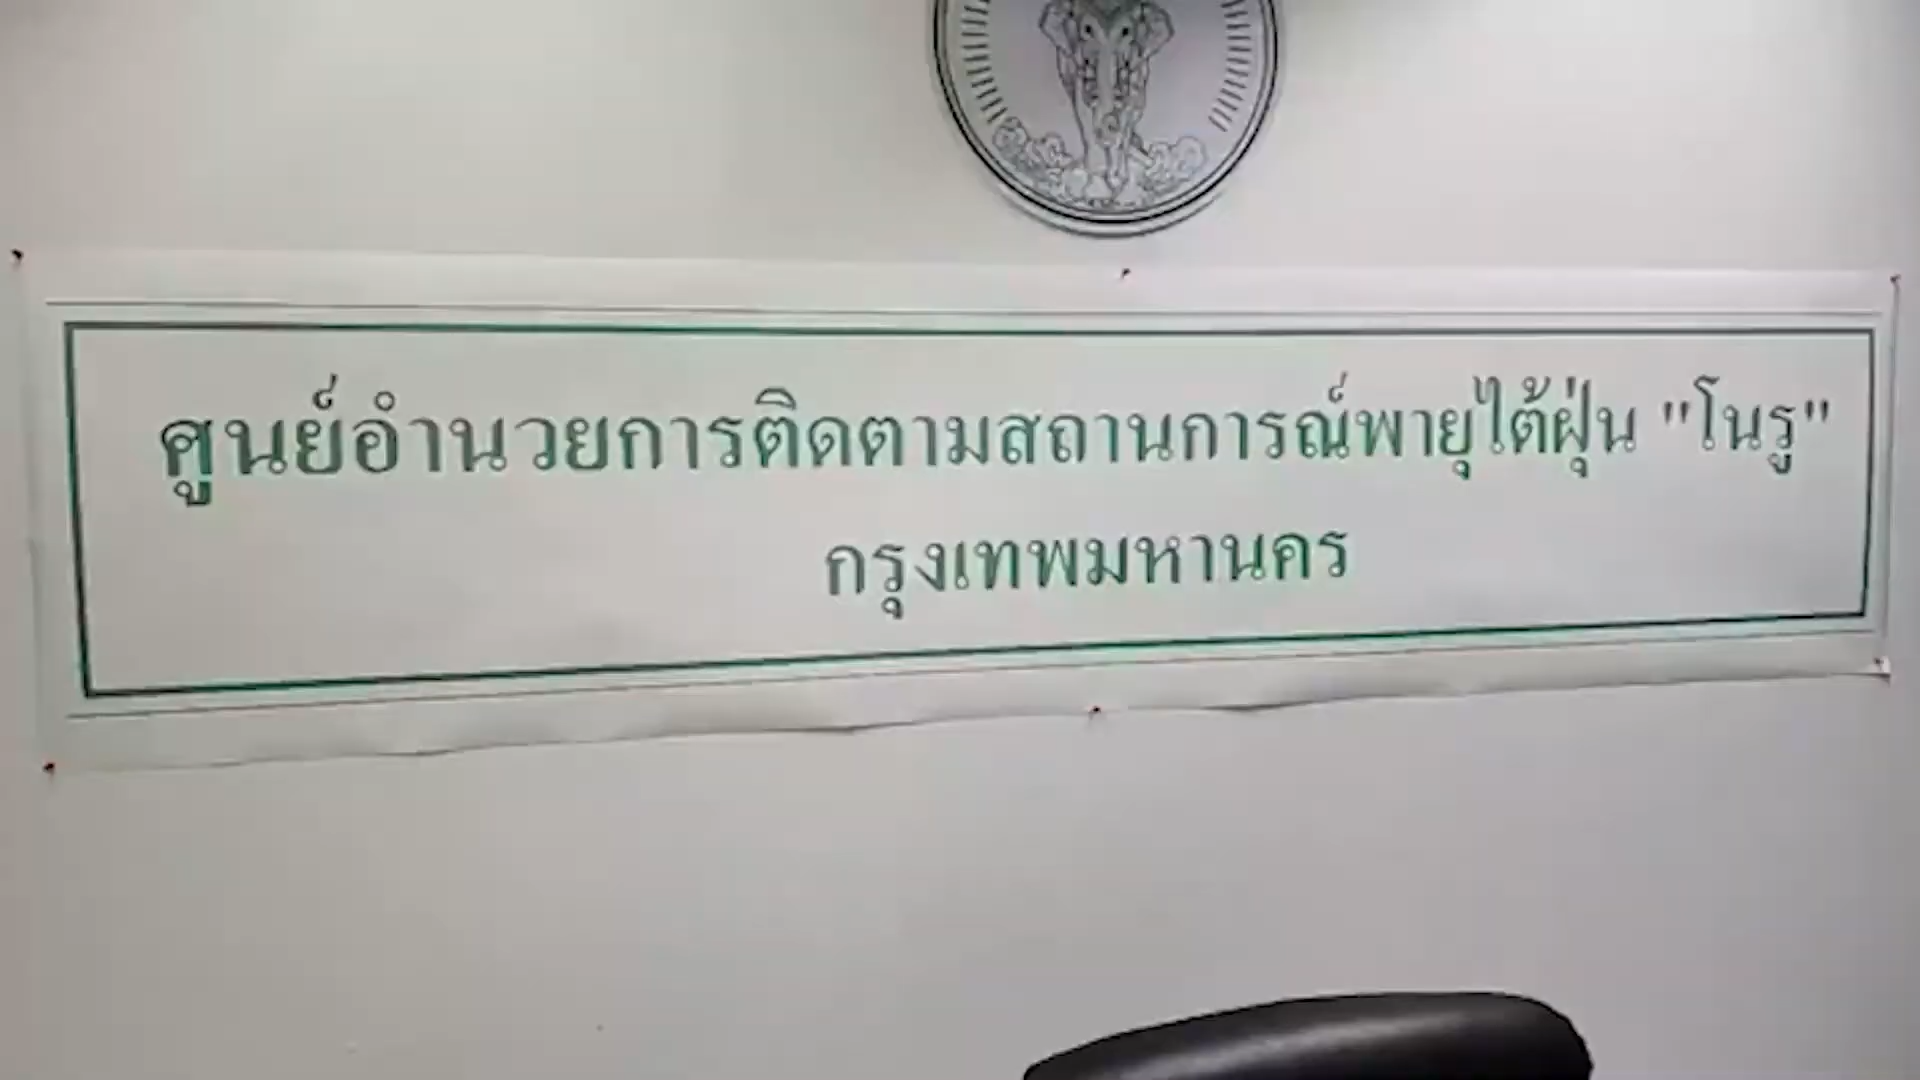 ศูนย์อำนวยการติดตามสถานการณ์พายุไต้ฝุ่น "โนรู"
กรุงเทพมหานคร